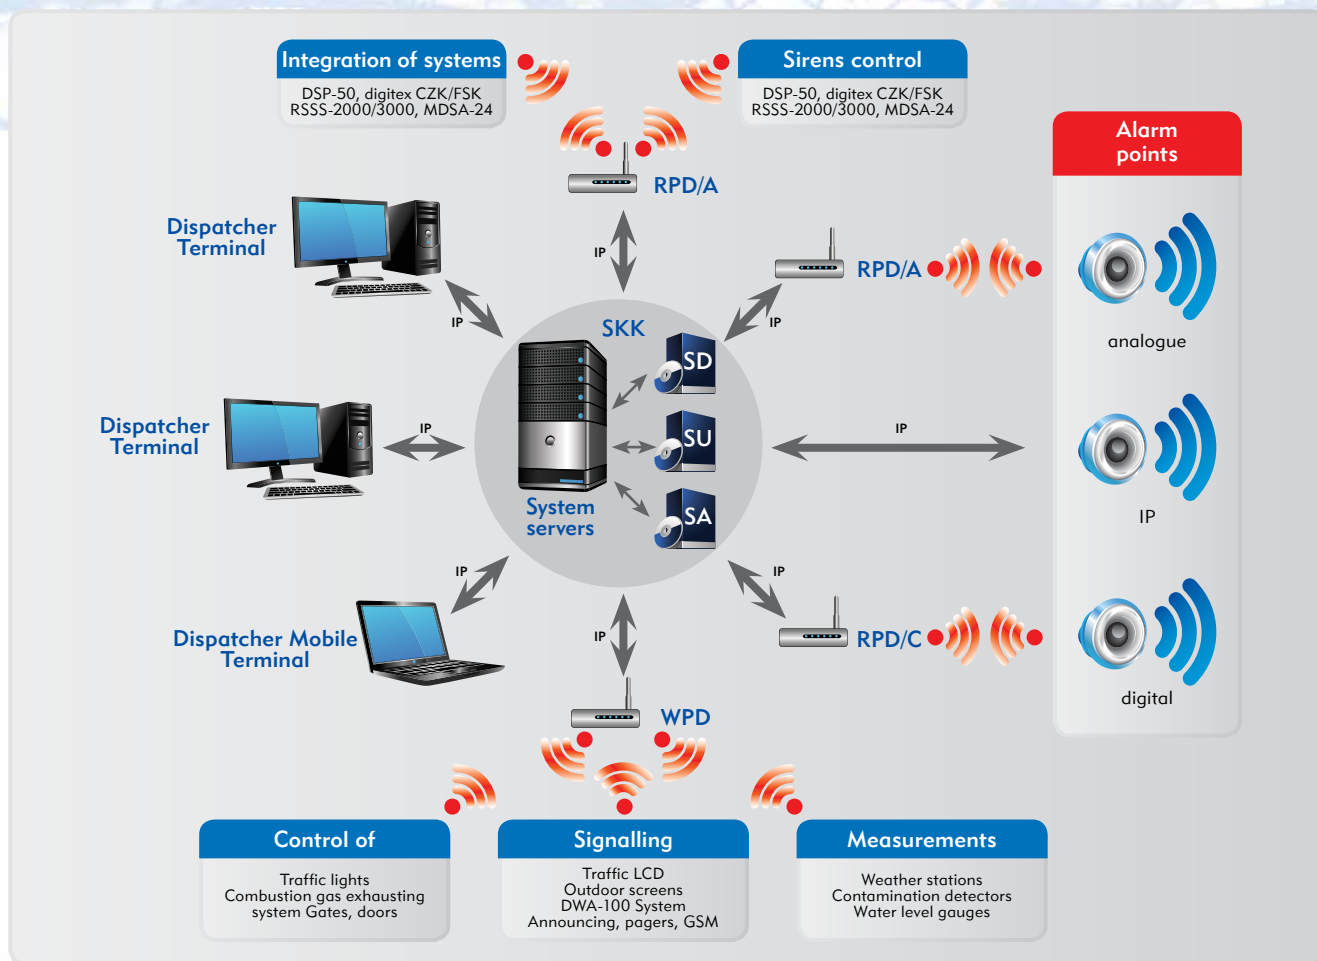 Integration of systems
DSP-50, digitex CZK/FSK
RSSS-2000/3000, MDSA-24
Sirens control
DSP-50, digitex CZK/FSK
RSSS-2000/3000, MDSA-24
Alarm
points
RPD/A
Dispatcher
Terminal
IP
RPD/A
IP
IP
analogue
SKK
SD
SU
SA
System
servers
Dispatcher
Terminal
IP
IP
IP
Dispatcher Mobile
Terminal
IP
IP
RPD/C
digital
IP
WPD
Control of
Traffic lights
Combustion gas exhausting
system Gates, doors
Signalling
Traffic LCD
Outdoor screens
DWA-100 System
Announcing, pagers, GSM
Measurements
Weather stations
Contamination detectors
Water level gauges